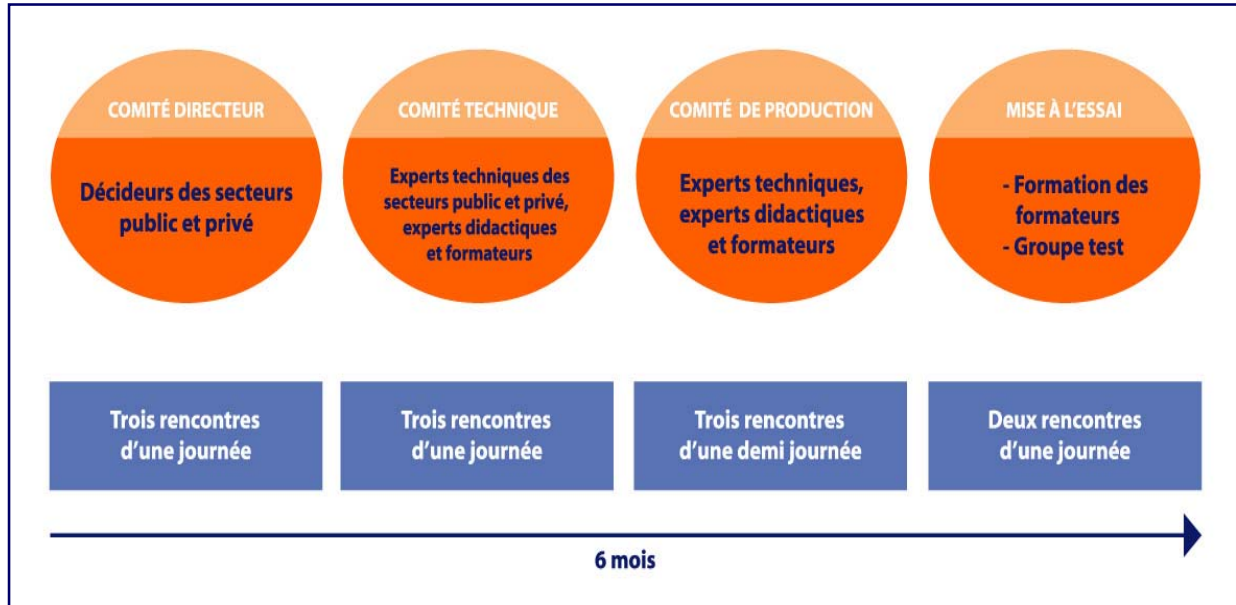 COMITÉ DIRECTEUR
Décideurs des secteurs
public et privé
COMITÉ TECHNIQUE
Experts techniques des
secteurs public et privé,
experts didactiques
et formateurs
COMITÉ DE PRODUCTION
Experts techniques,
experts didactiques
et formateurs
MISE À L'ESSAI
- Formation des
formateurs
- Groupe test
Trois rencontres
d'une journée
Trois rencontres
d'une journée
Trois rencontres
d'une demi journée
Deux rencontres
d'une journée
6 mois